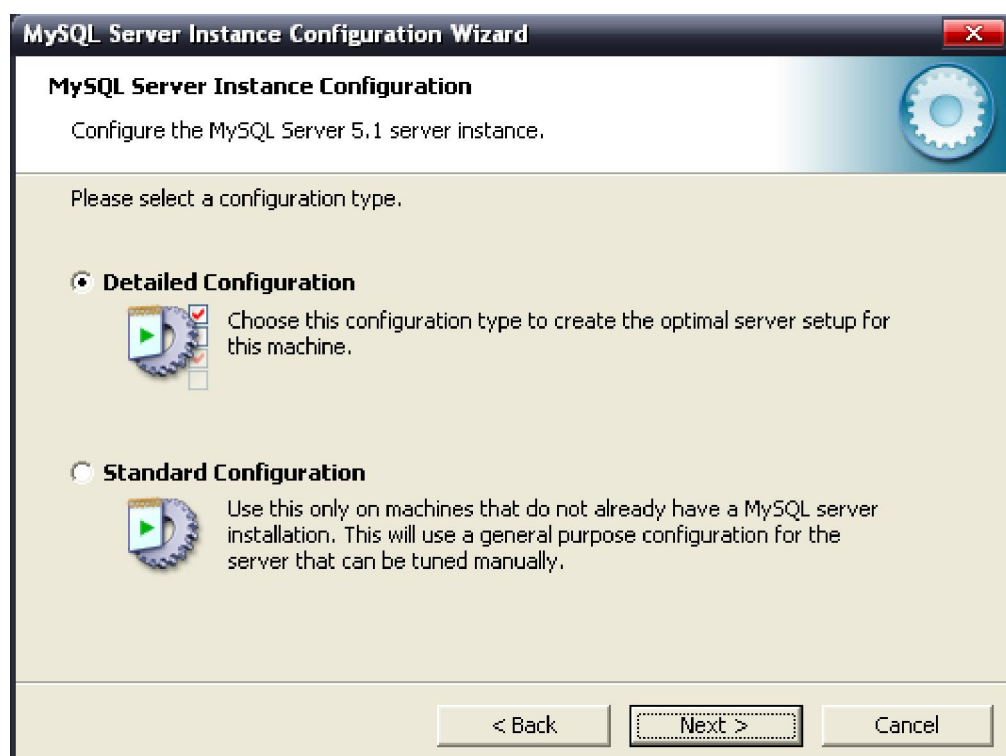 MySQL Server Instance Configuration Wizard
MySQL Server Instance Configuration
Configure the MySQL Server 5.1 server instance.
Please select a configuration type.
Detailed Configuration
Choose this configuration type to create the optimal server setup for
this machine.
Standard Configuration
Use this only on machines that do not already have a MySQL server
installation. This will use a general purpose configuration for the
server that can be tuned manually.
< Back
Next >
Cancel